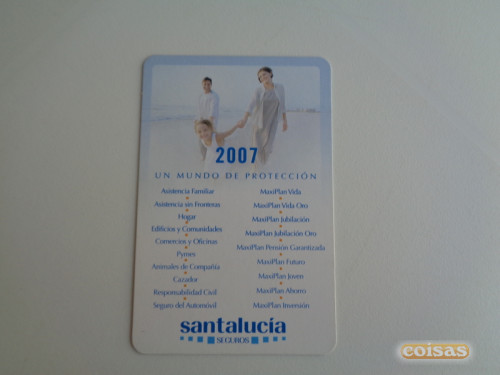 2007
UN MUNDO DE PROTECCIÓN
Asistencia Familiar
Asistencia sin Fronteras
Hogar
Edificios y Comunidades
Comercios y Oficinas
Pymes
Animales de Compañía
Cazador
Responsabilidad Civil
Seguro del Automóvil
MaxiPlan Vida
MaxiPlan Vida Oro
MaxiPlan Jubilación
MaxiPlan Jubilación Oro
MaxiPlan Pensión Garantizada
MaxiPlan Futuro
MaxiPlan Joven
MaxiPlan Ahorro
MaxiPlan Inversión
santalucía
SEGUROS
coisas